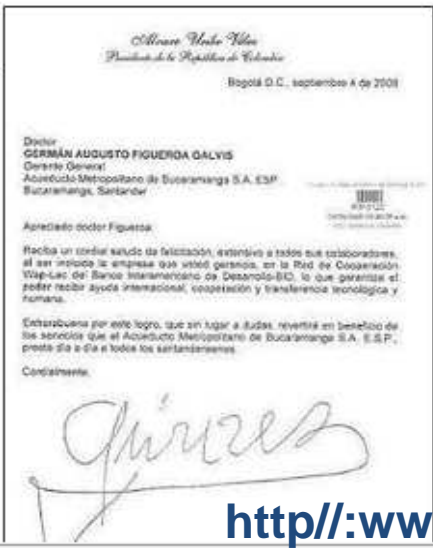 Alvaro Uribe Vélez
Presidente de la República de Colombia
Bogotá D.C., septiembre 4 de 2009
Doctor
GERMÁN AUGUSTO FIGUEROA GALVIS
Gerente General
Acueducto Metropolitano de Bucaramanga S.A. ESP
Bucaramanga, Santander
Apreciado doctor Figueroa:
Reciba un cordial saludo de felicitación, extensivo a todos sus colaboradores,
al ser incluida la empresa que usted gerencia, en la Red de Cooperación
Wap-Lac del Banco Interamericano de Desarrollo-BID, lo que garantiza el
poder recibir ayuda internacional, cooperación y transferencia tecnológica y
humana.
Enhorabuena por este logro, que sin lugar a dudas, revertirá en beneficio de
los servicios que el Acueducto Metropolitano de Bucaramanga S.A. E.S.P.,
presta día a día a todos los santandereanos.
Cordialmente,
http//:ww